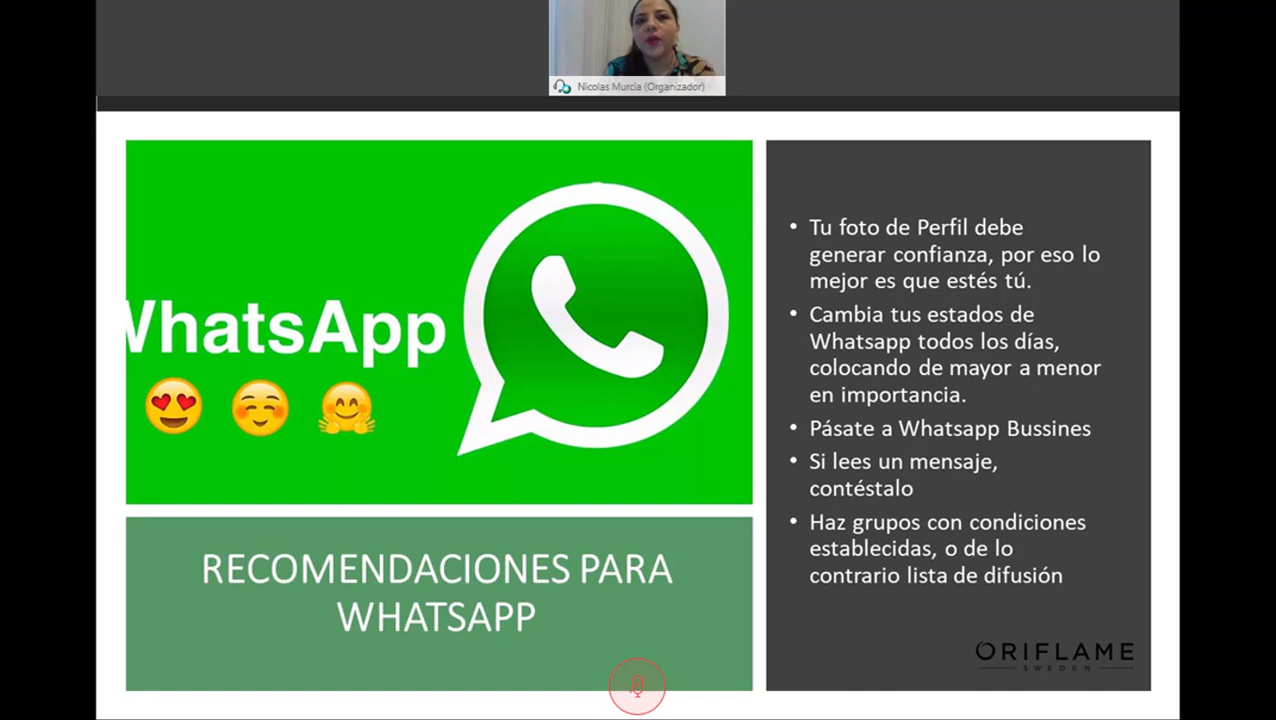 Nicolas Murcia (Organizador)
WhatsApp
RECOMENDACIONES PARA
WHATSAPP
• Tu foto de Perfil debe
generar confianza, por eso lo
mejor es que estés tú.
• Cambia tus estados de
Whatsapp todos los días,
colocando de mayor a menor
en importancia.
• Pásate a Whatsapp Bussines
• Si lees un mensaje,
contéstalo
• Haz grupos con condiciones
establecidas, o de lo
contrario lista de difusión
ORIFLAME
SWEDEN